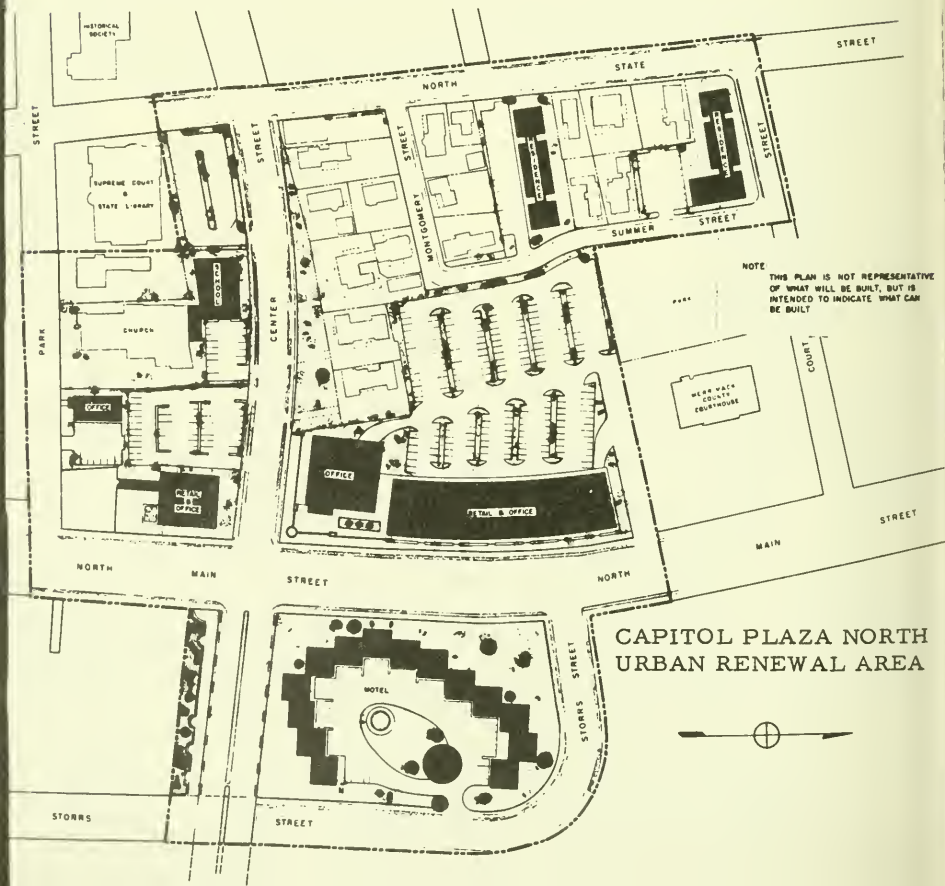 HISTORICAL
SOCIETY
STREET
NORTH
STATE
STREET
STREET
STREET
STREET
SUPREME COURT
&
STATE LIBRARY
MONTGOMERY
RESIDENCE
RESIDENCE
SUMMER
STREET
SCHOOL
CENTER
PARK
CHURCH
PARK
NOTE
THIS PLAN IS NOT REPRESENTATIVE
OF WHAT WILL BE BUILT, BUT IS
INTENDED TO INDICATE WHAT CAN
BE BUILT
COURT
MERRIMACK
COUNTY
COURTHOUSE
OFFICE
OFFICE
RETAIL
&
OFFICE
RETAIL & OFFICE
NORTH
MAIN
STREET
NORTH
MAIN
STREET
CAPITOL PLAZA NORTH
URBAN RENEWAL AREA
MOTEL
STORRS
STREET
STORRS
STREET